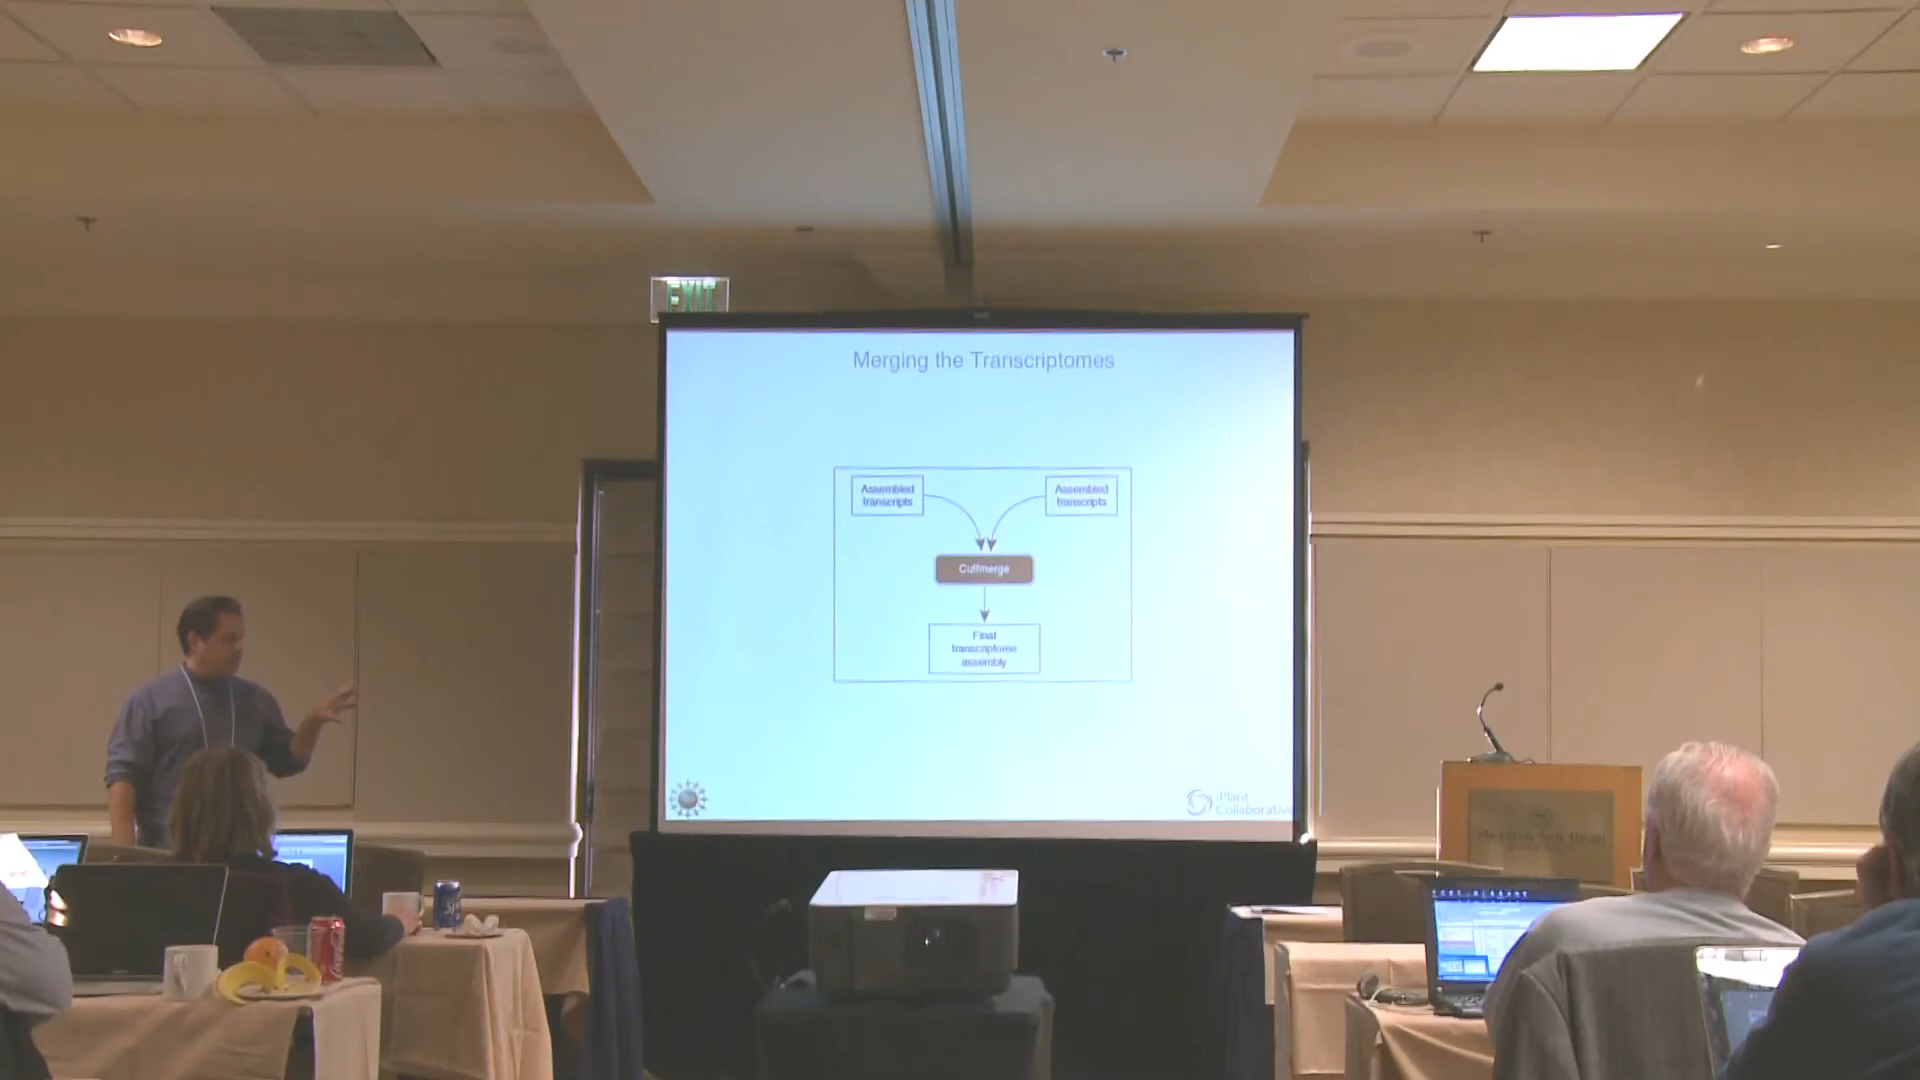 EXIT
Merging the Transcriptomes
Assembled
transcripts
Assembled
transcripts
Cuffmerge
Final
transcriptome
assembly
iPlant
Collaborative